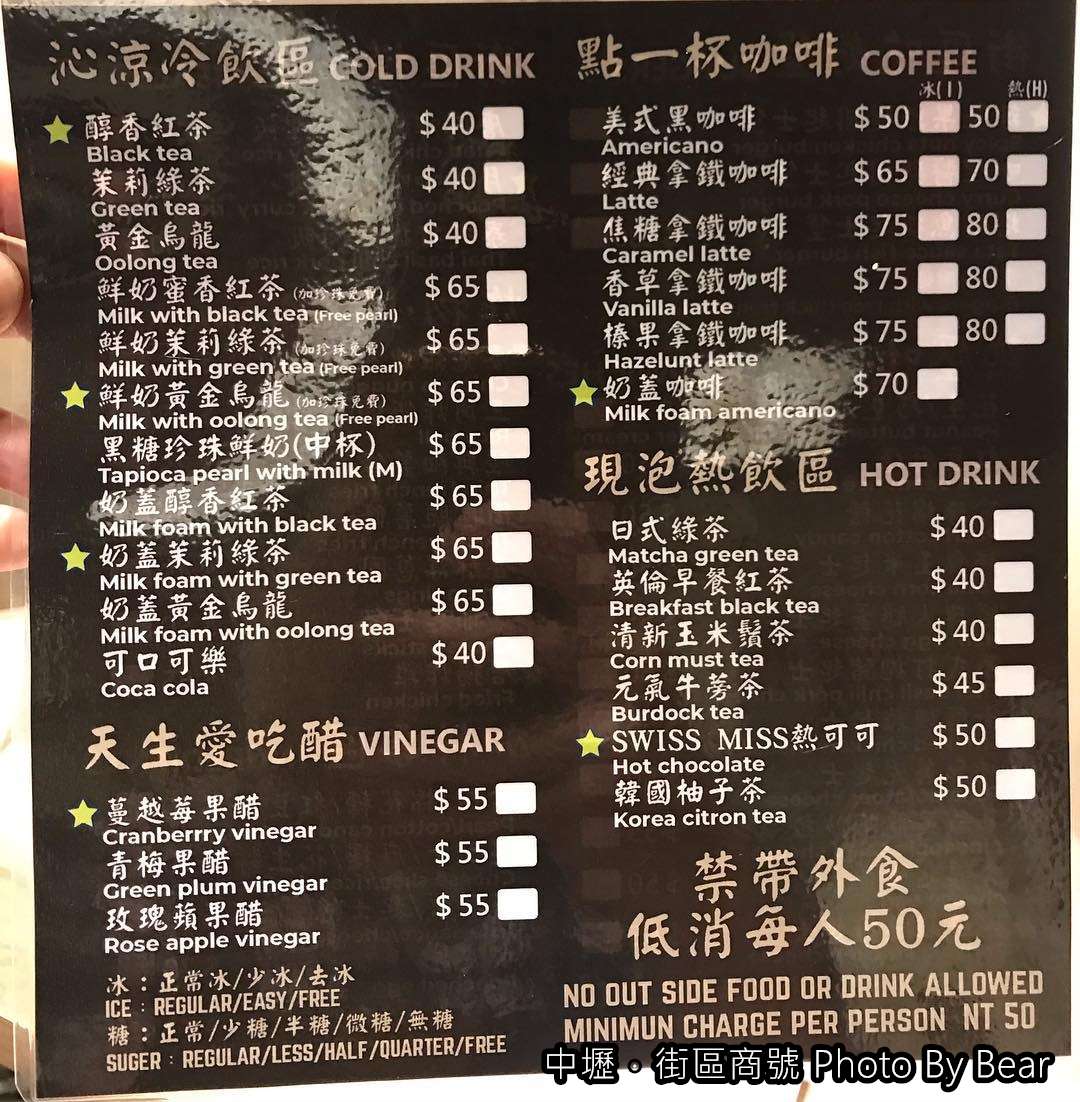 沁涼冷飲區 COLD DRINK
醇香紅茶 $40
Black tea
茉莉綠茶 $40
Green tea
黃金烏龍 $40
Oolong tea
鮮奶蜜香紅茶 (加珍珠免費) $65
Milk with black tea (Free pearl)
鮮奶茉莉綠茶 (加珍珠免費) $65
Milk with green tea (Free pearl)
鮮奶黃金烏龍 (加珍珠免費) $65
Milk with oolong tea (Free pearl)
黑糖珍珠鮮奶(中杯) $65
Tapioca pearl with milk (M)
奶蓋醇香紅茶 $65
Milk foam with black tea
奶蓋茉莉綠茶 $65
Milk foam with green tea
奶蓋黃金烏龍 $65
Milk foam with oolong tea
可口可樂 $40
Coca cola
天生愛吃醋 VINEGAR
蔓越莓果醋 $55
Cranberrry vinegar
青梅果醋 $55
Green plum vinegar
玫瑰蘋果醋 $55
Rose apple vinegar
冰：正常冰/少冰/去冰
ICE：REGULAR/EASY/FREE
糖：正常/少糖/半糖/微糖/無糖
SUGER：REGULAR/LESS/HALF/QUARTER/FREE
點一杯咖啡 COFFEE
冰(I) 熱(H)
美式黑咖啡 $50 50
Americano
經典拿鐵咖啡 $65 70
Latte
焦糖拿鐵咖啡 $75 80
Caramel latte
香草拿鐵咖啡 $75 80
Vanilla latte
榛果拿鐵咖啡 $75 80
Hazelunt latte
奶蓋咖啡 $70
Milk foam americano
現泡熱飲區 HOT DRINK
日式綠茶 $40
Matcha green tea
英倫早餐紅茶 $40
Breakfast black tea
清新玉米鬚茶 $40
Corn must tea
元氣牛蒡茶 $45
Burdock tea
SWISS MISS熱可可 $50
Hot chocolate
韓國柚子茶 $50
Korea citron tea
禁帶外食
低消每人50元
NO OUT SIDE FOOD OR DRINK ALLOWED
MINIMUN CHARGE PER PERSON NT 50
中壢。街區商號 Photo By Bear